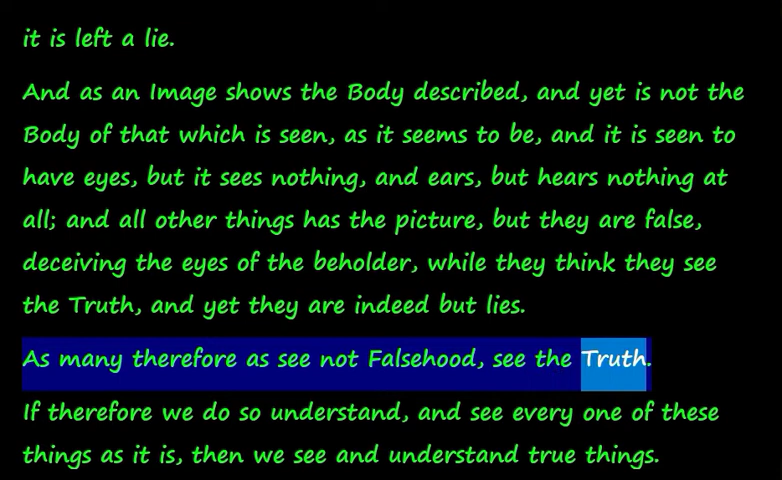 it is left a lie.
And as an Image shows the Body described, and yet is not the
Body of that which is seen, as it seems to be, and it is seen to
have eyes, but it sees nothing, and ears, but hears nothing at
all; and all other things has the picture, but they are false,
deceiving the eyes of the beholder, while they think they see
the Truth, and yet they are indeed but lies.
As many therefore as see not Falsehood, see the Truth.
If therefore we do so understand, and see every one of these
things as it is, then we see and understand true things.